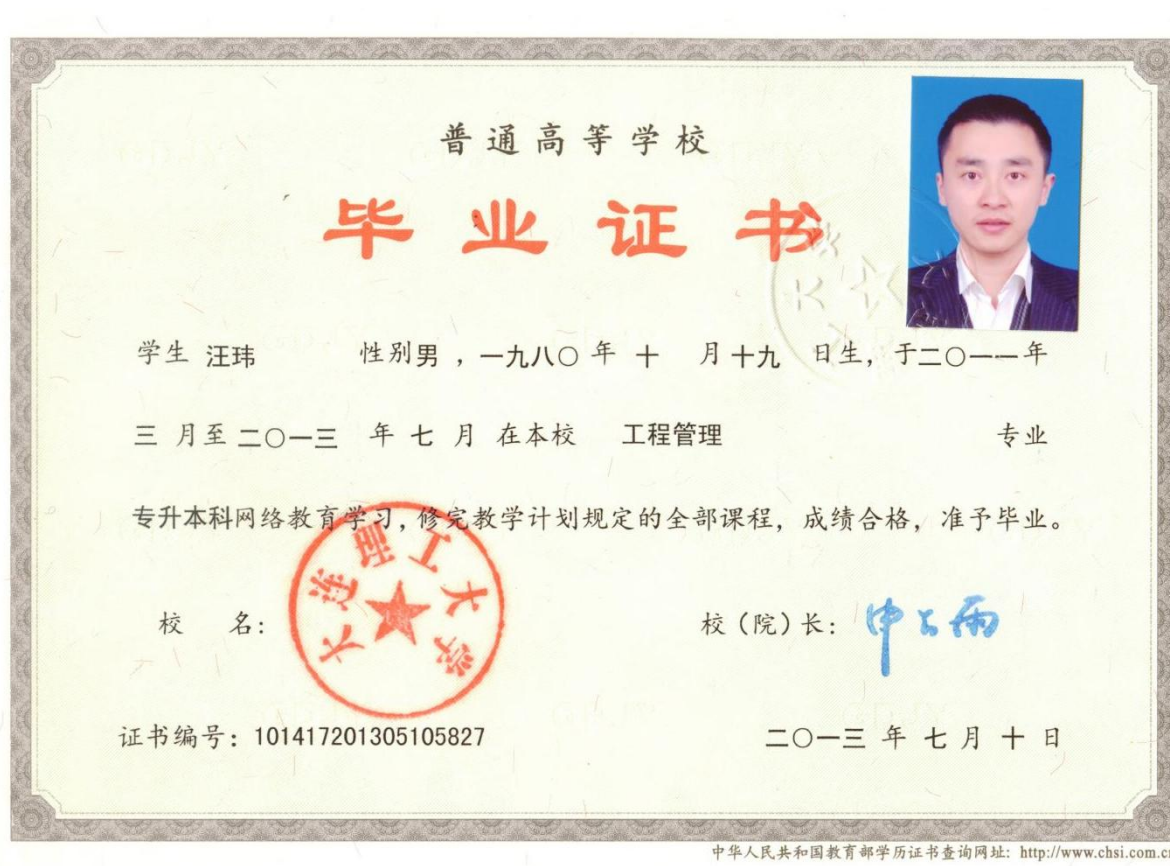 普通高等学校
毕业证书
学生 汪玮 性别男，一九八〇年 十 月十九 日生，于二〇一一年
三 月至二〇一三 年 七 月 在本校 工程管理 专业
专升本科网络教育学习，修完教学计划规定的全部课程，成绩合格，准予毕业。
校 名：
大连理工大学
校（院）长：
证书编号：101417201305105827
二〇一三 年 七 月 十 日
中华人民共和国教育部学历证书查询网址：http://www.chsi.com.cn